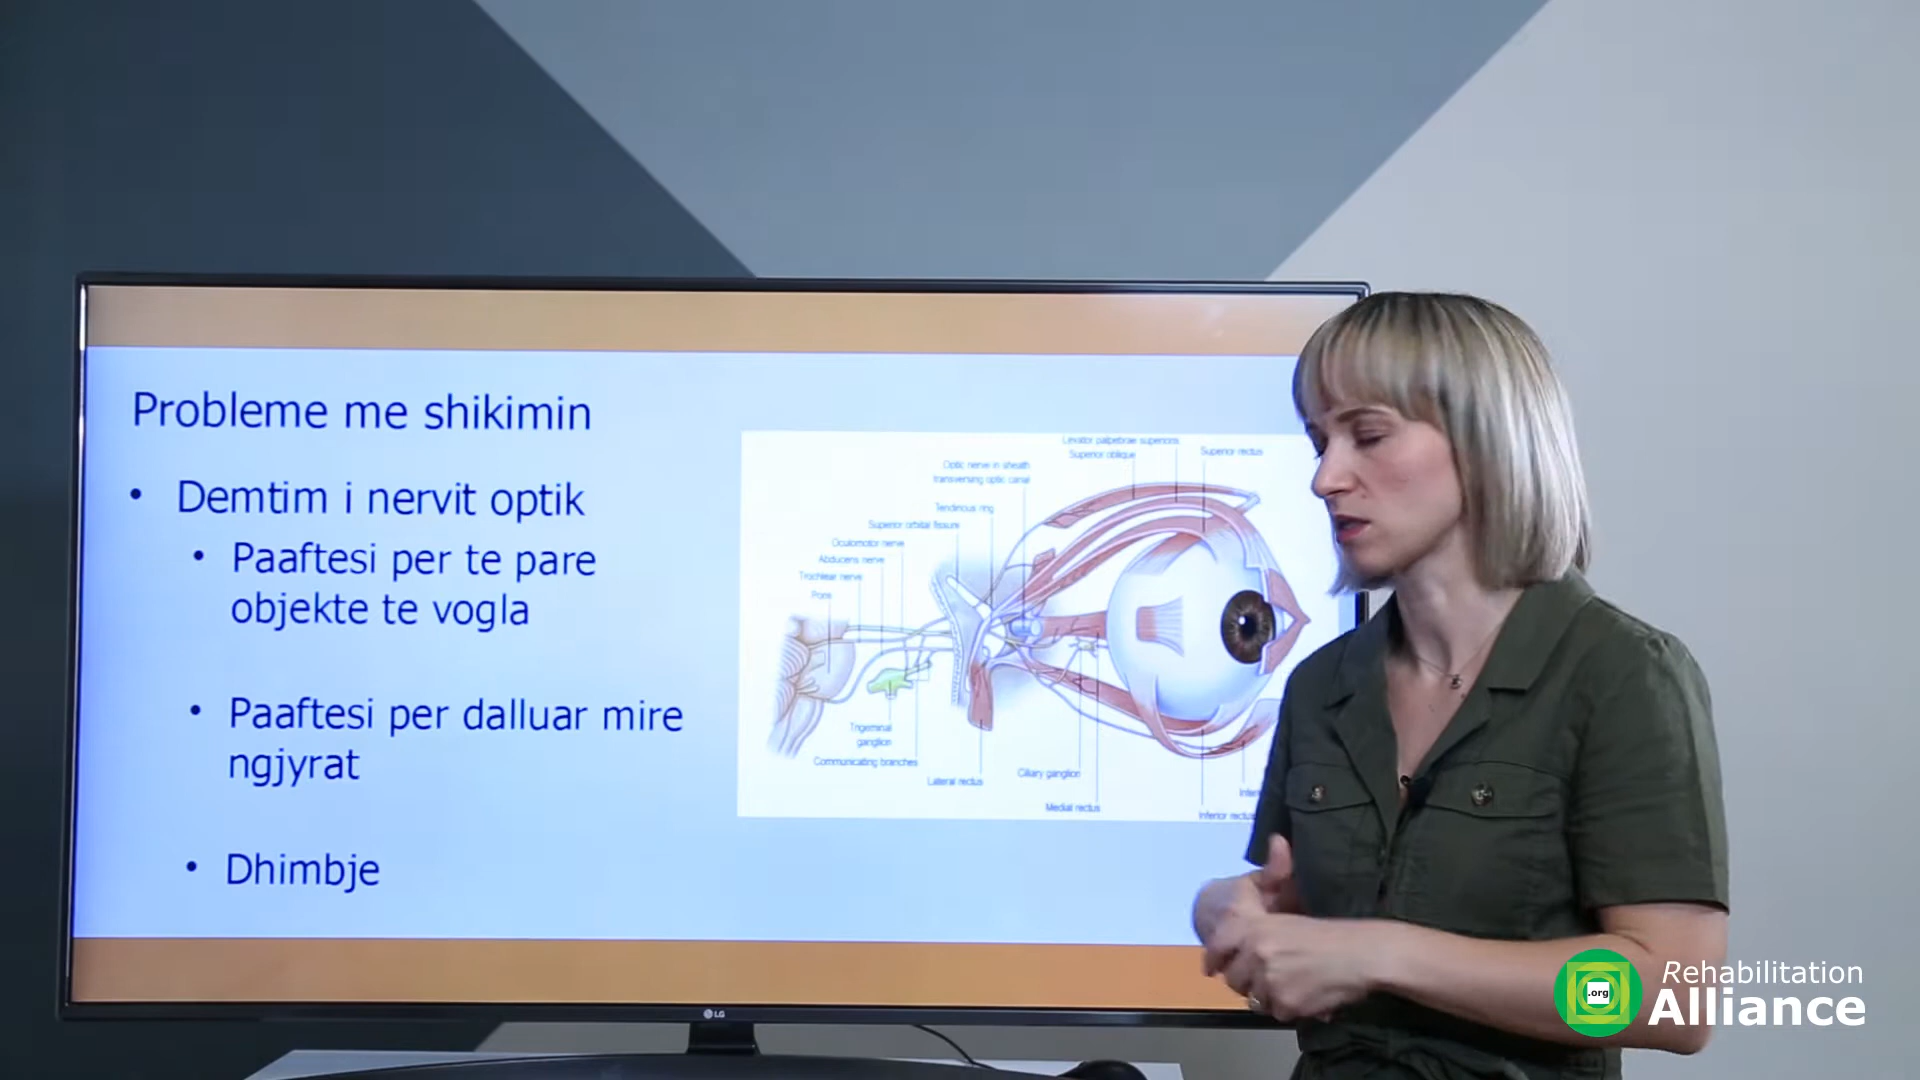 Probleme me shikimin
• Demtim i nervit optik
• Paaftesi per te pare
objekte te vogla
• Paaftesi per dalluar mire
ngjyrat
• Dhimbje
Levator palpebrae superioris
Superior oblique
Superior rectus
Optic nerve in sheath
transversing optic canal
Tendinous ring
Superior orbital fissure
Oculomotor nerve
Abducens nerve
Trochlear nerve
Pons
Trigeminal
ganglion
Communicating branches
Lateral rectus
Ciliary ganglion
Medial rectus
Inferior rectus
LG
.org
Rehabilitation
Alliance